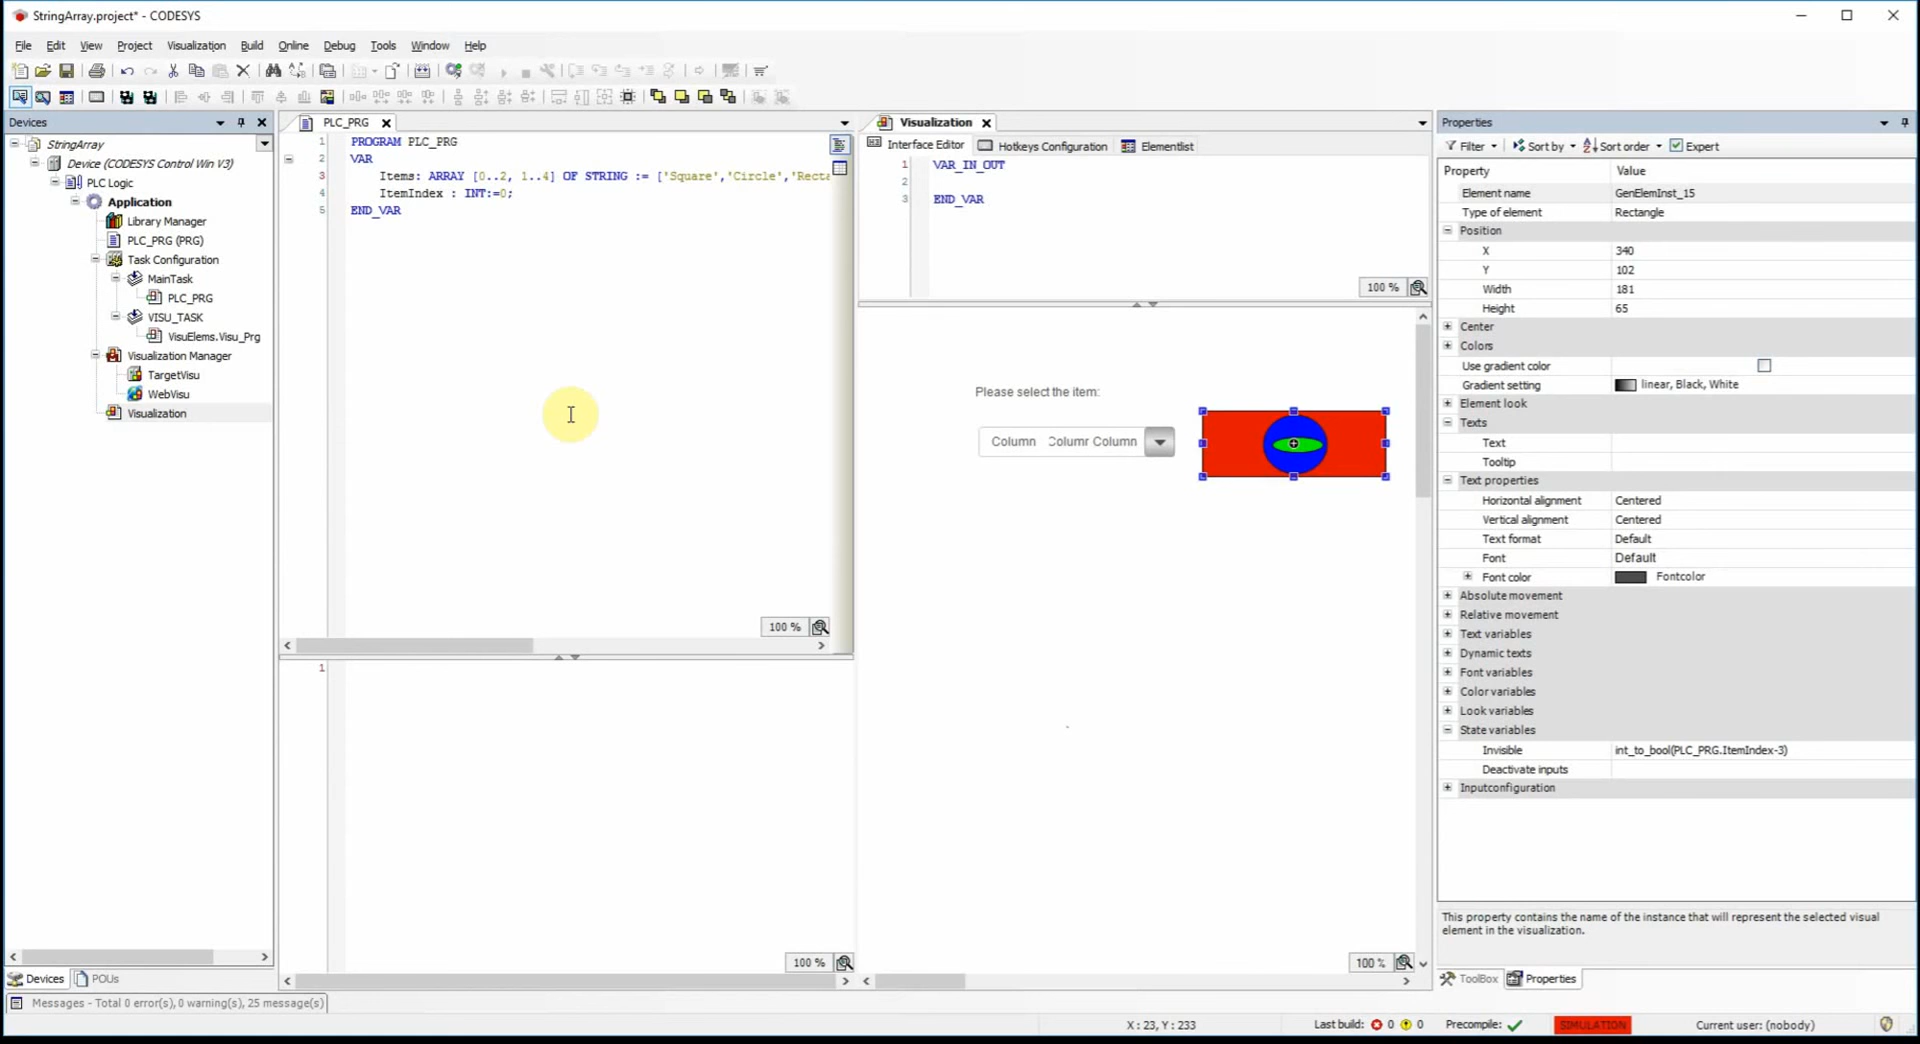 StringArray.project* - CODESYS
File Edit View Project Visualization Build Online Debug Tools Window Help
Devices
StringArray
Device (CODESYS Control Win V3)
PLC Logic
Application
Library Manager
PLC_PRG (PRG)
Task Configuration
MainTask
PLC_PRG
VISU_TASK
VisuElems.Visu_Prg
Visualization Manager
TargetVisu
WebVisu
Visualization
Devices POUs
PLC_PRG
1 PROGRAM PLC_PRG
2 VAR
3 Items: ARRAY [0..2, 1..4] OF STRING := ['Square','Circle','Recta
4 ItemIndex : INT:=0;
5 END_VAR
100 %
1
100 %
Visualization
Interface Editor Hotkeys Configuration Elementlist
1 VAR_IN_OUT
2
3 END_VAR
100 %
Please select the item:
Column Column Column
100 %
Properties
Filter Sort by Sort order Expert
Property Value
Element name GenElemInst_15
Type of element Rectangle
Position
X 340
Y 102
Width 181
Height 65
Center
Colors
Use gradient color
Gradient setting linear, Black, White
Element look
Texts
Text
Tooltip
Text properties
Horizontal alignment Centered
Vertical alignment Centered
Text format Default
Font Default
Font color Fontcolor
Absolute movement
Relative movement
Text variables
Dynamic texts
Font variables
Color variables
Look variables
State variables
Invisible int_to_bool(PLC_PRG.ItemIndex-3)
Deactivate inputs
Inputconfiguration
This property contains the name of the instance that will represent the selected visual
element in the visualization.
ToolBox Properties
Messages - Total 0 error(s), 0 warning(s), 25 message(s)
X : 23, Y : 233 Last build: 0 0 Precompile: SIMULATION Current user: (nobody)